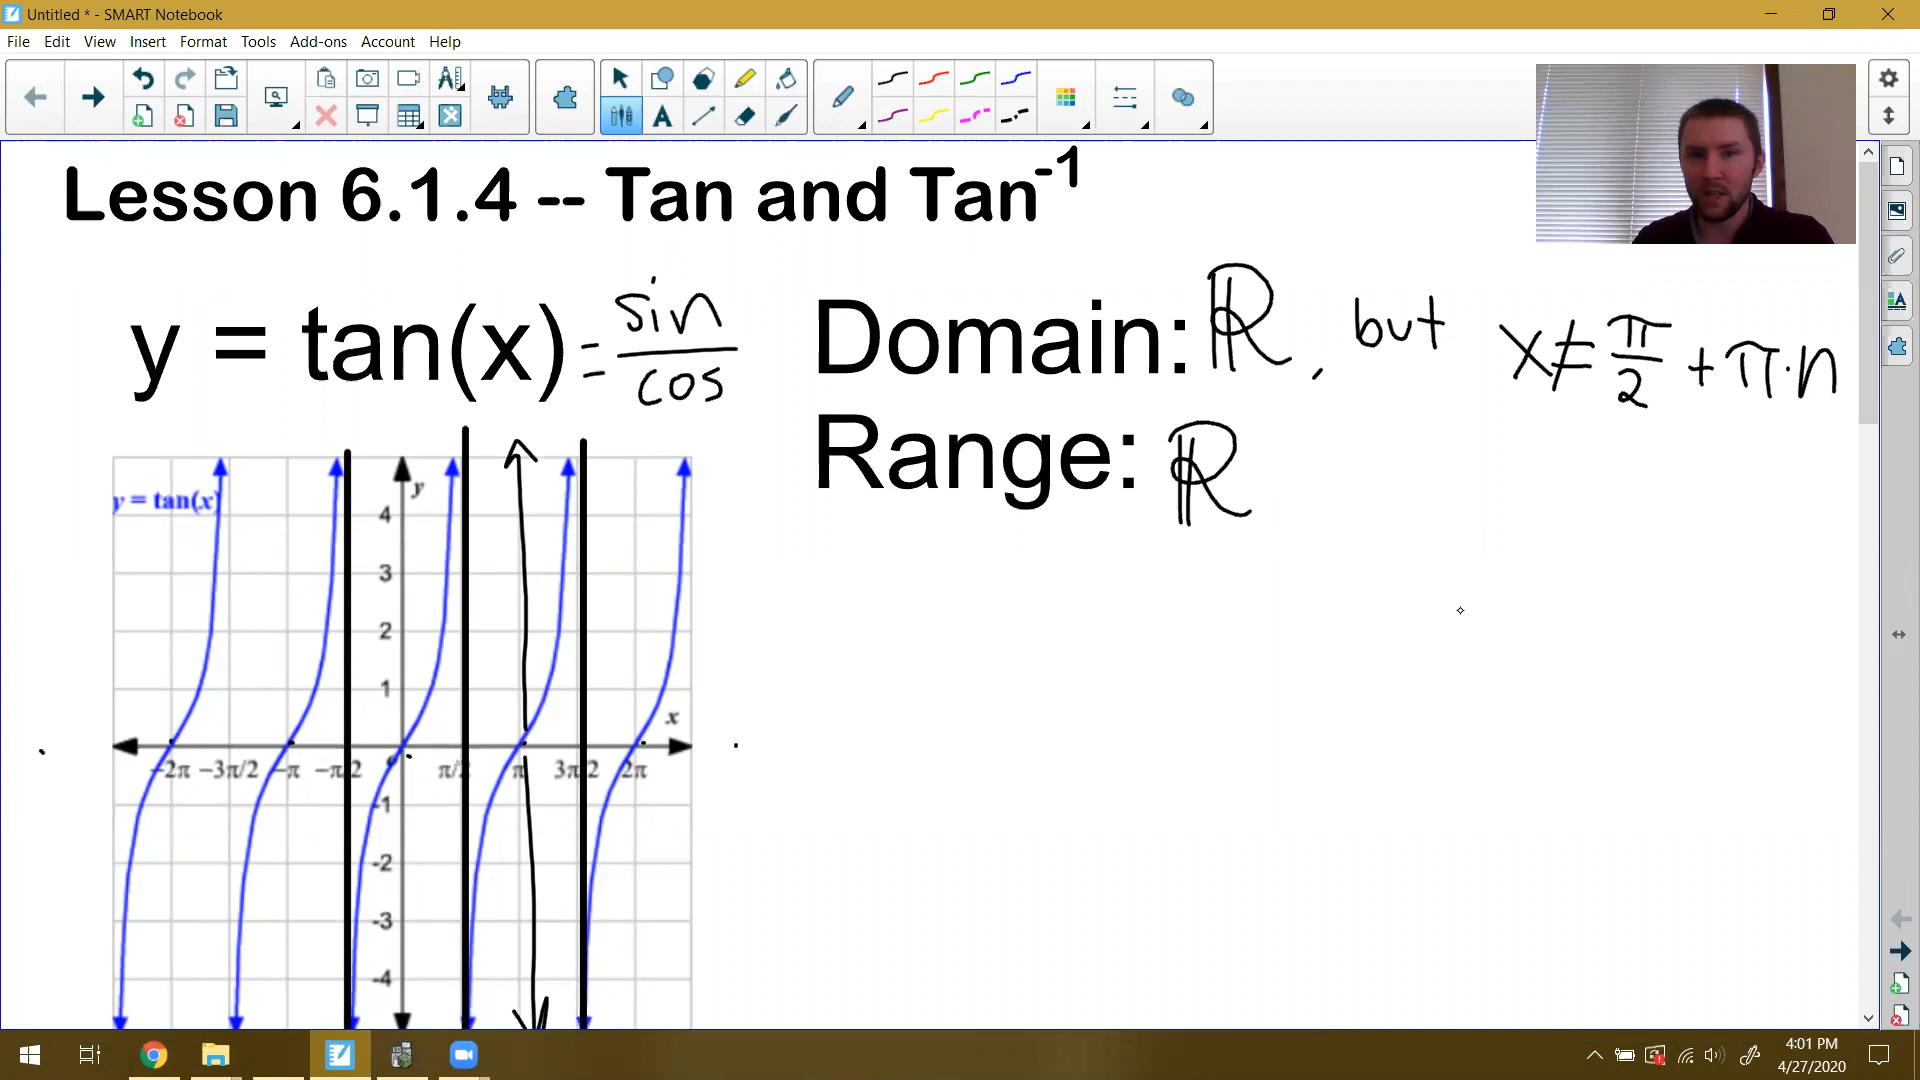 Untitled * - SMART Notebook
File Edit View Insert Format Tools Add-ons Account Help
Lesson 6.1.4 -- Tan and Tan⁻¹
y = tan(x) = sin/cos
Domain: ℝ, but x ≠ π/2 + π·n
Range: ℝ
y = tan(x)
y
4
3
2
1
x
-2π -3π/2 -π -π/2 0 π/2 π 3π/2 2π
-1
-2
-3
-4
4:01 PM
4/27/2020